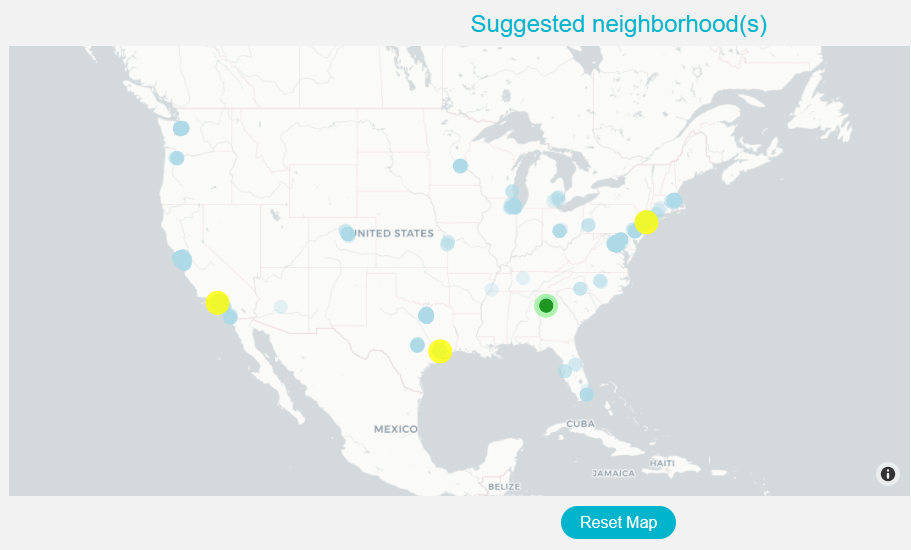 Suggested neighborhood(s)
UNITED STATES
MEXICO
CUBA
HAITI
JAMAICA
BELIZE
Reset Map